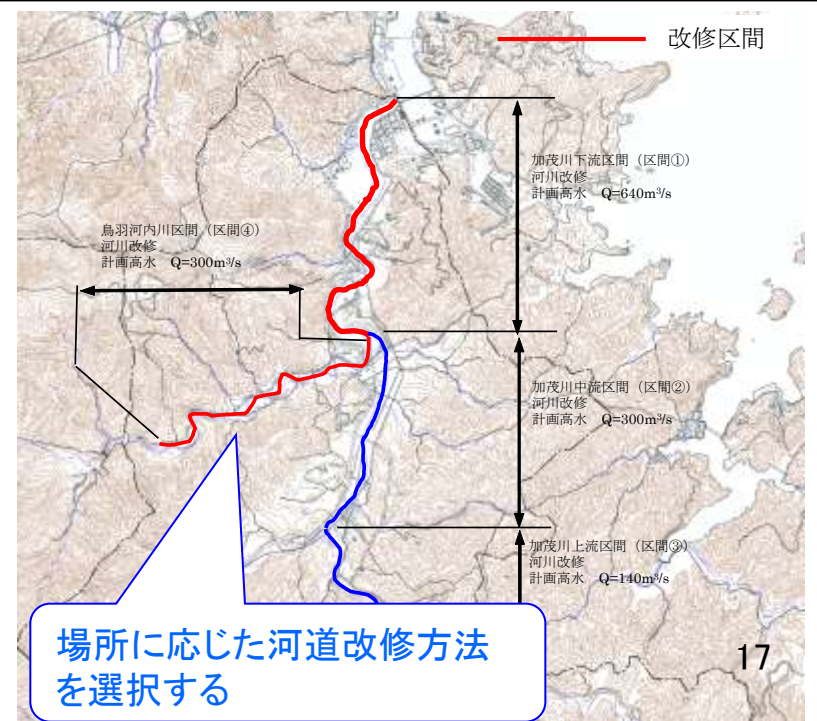 改修区間
加茂川下流区間（区間①）
河川改修
計画高水 Q=640m³/s
鳥羽河内川区間（区間④）
河川改修
計画高水 Q=300m³/s
加茂川中流区間（区間②）
河川改修
計画高水 Q=300m³/s
加茂川上流区間（区間③）
河川改修
計画高水 Q=140m³/s
場所に応じた河道改修方法
を選択する
17